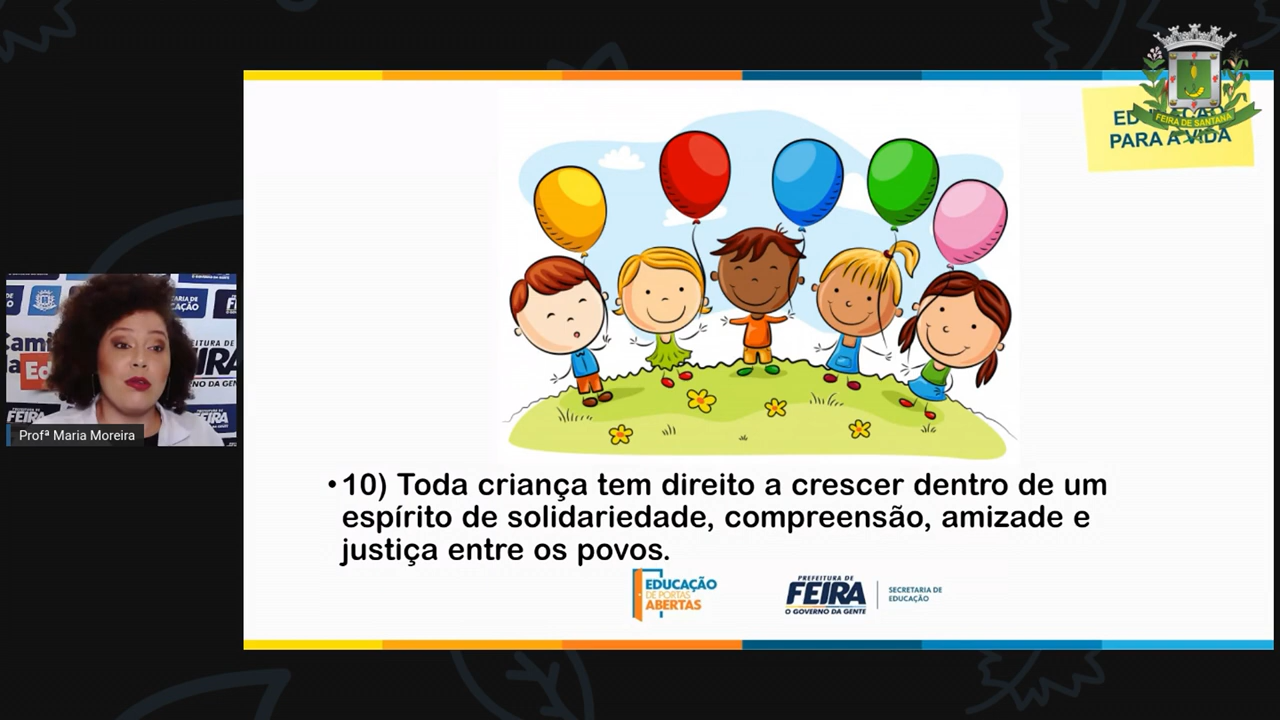 FEIRA DE SANTANA
PARA A VIDA
• 10) Toda criança tem direito a crescer dentro de um
espírito de solidariedade, compreensão, amizade e
justiça entre os povos.
EDUCAÇÃO
DE PORTAS
ABERTAS
PREFEITURA DE
FEIRA
O GOVERNO DA GENTE
SECRETARIA DE
EDUCAÇÃO
FEIRA
Profª Maria Moreira